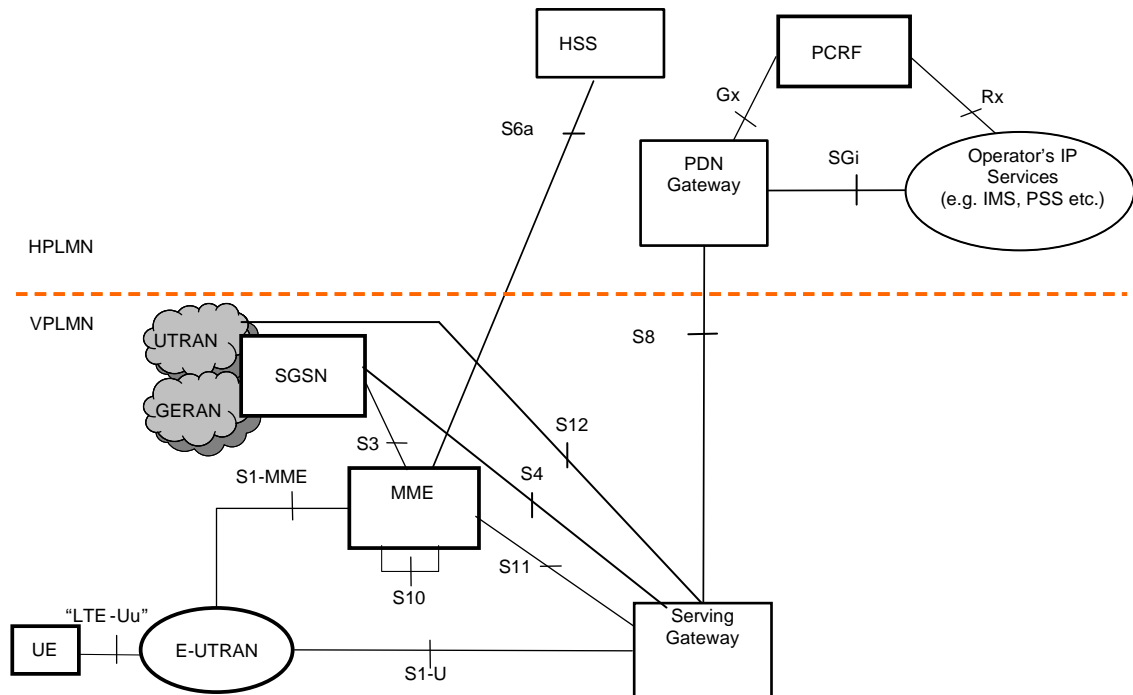 HSS
PCRF
Gx
Rx
S6a
PDN
Gateway
SGi
Operator's IP
Services
(e.g. IMS, PSS etc.)
HPLMN
VPLMN
UTRAN
S8
SGSN
GERAN
S12
S3
S4
S1-MME
MME
S11
S10
"LTE-Uu"
Serving
Gateway
UE
E-UTRAN
S1-U